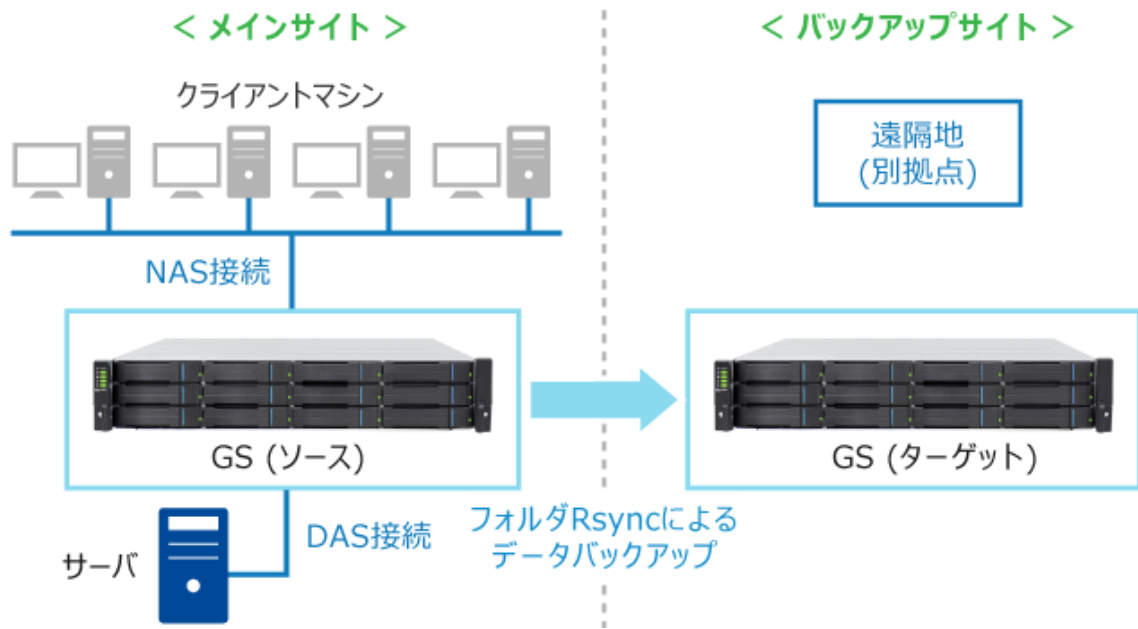 < メインサイト >
< バックアップサイト >
クライアントマシン
遠隔地
(別拠点)
NAS接続
GS (ソース)
GS (ターゲット)
DAS接続
フォルダRsyncによる
データバックアップ
サーバ